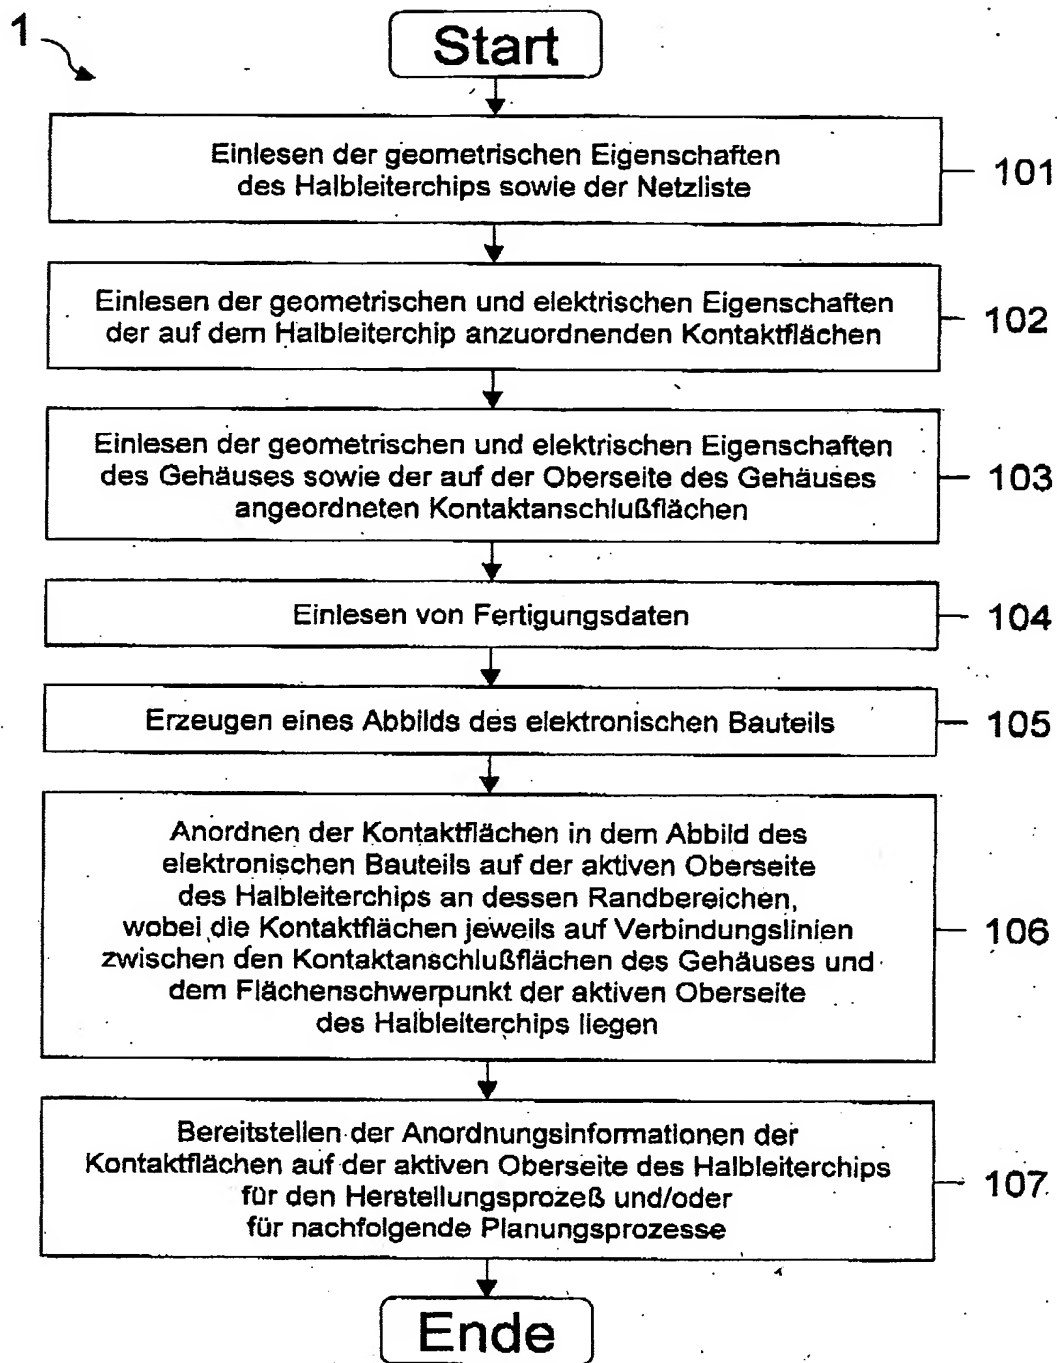 1
Start
Einlesen der geometrischen Eigenschaften
des Halbleiterchips sowie der Netzliste
101
Einlesen der geometrischen und elektrischen Eigenschaften
der auf dem Halbleiterchip anzuordnenden Kontaktflächen
102
Einlesen der geometrischen und elektrischen Eigenschaften
des Gehäuses sowie der auf der Oberseite des Gehäuses
angeordneten Kontaktanschlußflächen
103
Einlesen von Fertigungsdaten
104
Erzeugen eines Abbilds des elektronischen Bauteils
105
Anordnen der Kontaktflächen in dem Abbild des
elektronischen Bauteils auf der aktiven Oberseite
des Halbleiterchips an dessen Randbereichen,
wobei die Kontaktflächen jeweils auf Verbindungslinien
zwischen den Kontaktanschlußflächen des Gehäuses und
dem Flächenschwerpunkt der aktiven Oberseite
des Halbleiterchips liegen
106
Bereitstellen der Anordnungsinformationen der
Kontaktflächen auf der aktiven Oberseite des Halbleiterchips
für den Herstellungsprozeß und/oder
für nachfolgende Planungsprozesse
107
Ende